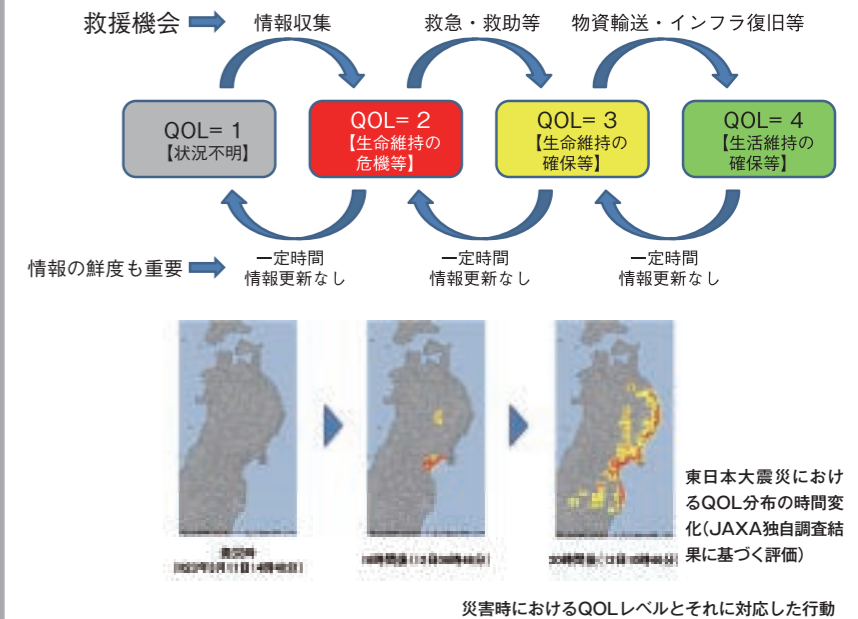 救援機会
情報収集
救急・救助等
物資輸送・インフラ復旧等
QOL= 1
【状況不明】
QOL= 2
【生命維持の
危機等】
QOL= 3
【生命維持の
確保等】
QOL= 4
【生活維持の
確保等】
情報の鮮度も重要
一定時間
情報更新なし
一定時間
情報更新なし
一定時間
情報更新なし
東日本大震災におけ
るQOL分布の時間変
化(JAXA独自調査結
果に基づく評価)
災害時におけるQOLレベルとそれに対応した行動